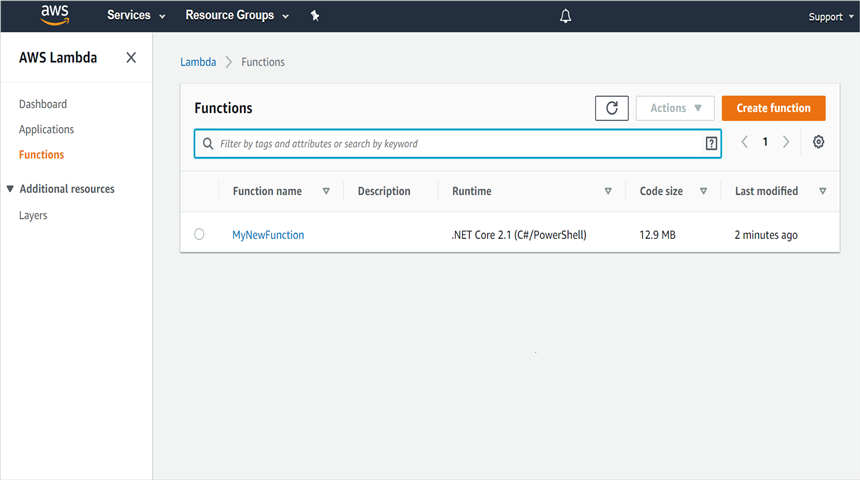 aws Services Resource Groups Support
AWS Lambda
Lambda Functions
Dashboard
Applications
Functions
Additional resources
Layers
Functions Actions Create function
Filter by tags and attributes or search by keyword ? 1
Function name Description Runtime Code size Last modified
MyNewFunction .NET Core 2.1 (C#/PowerShell) 12.9 MB 2 minutes ago